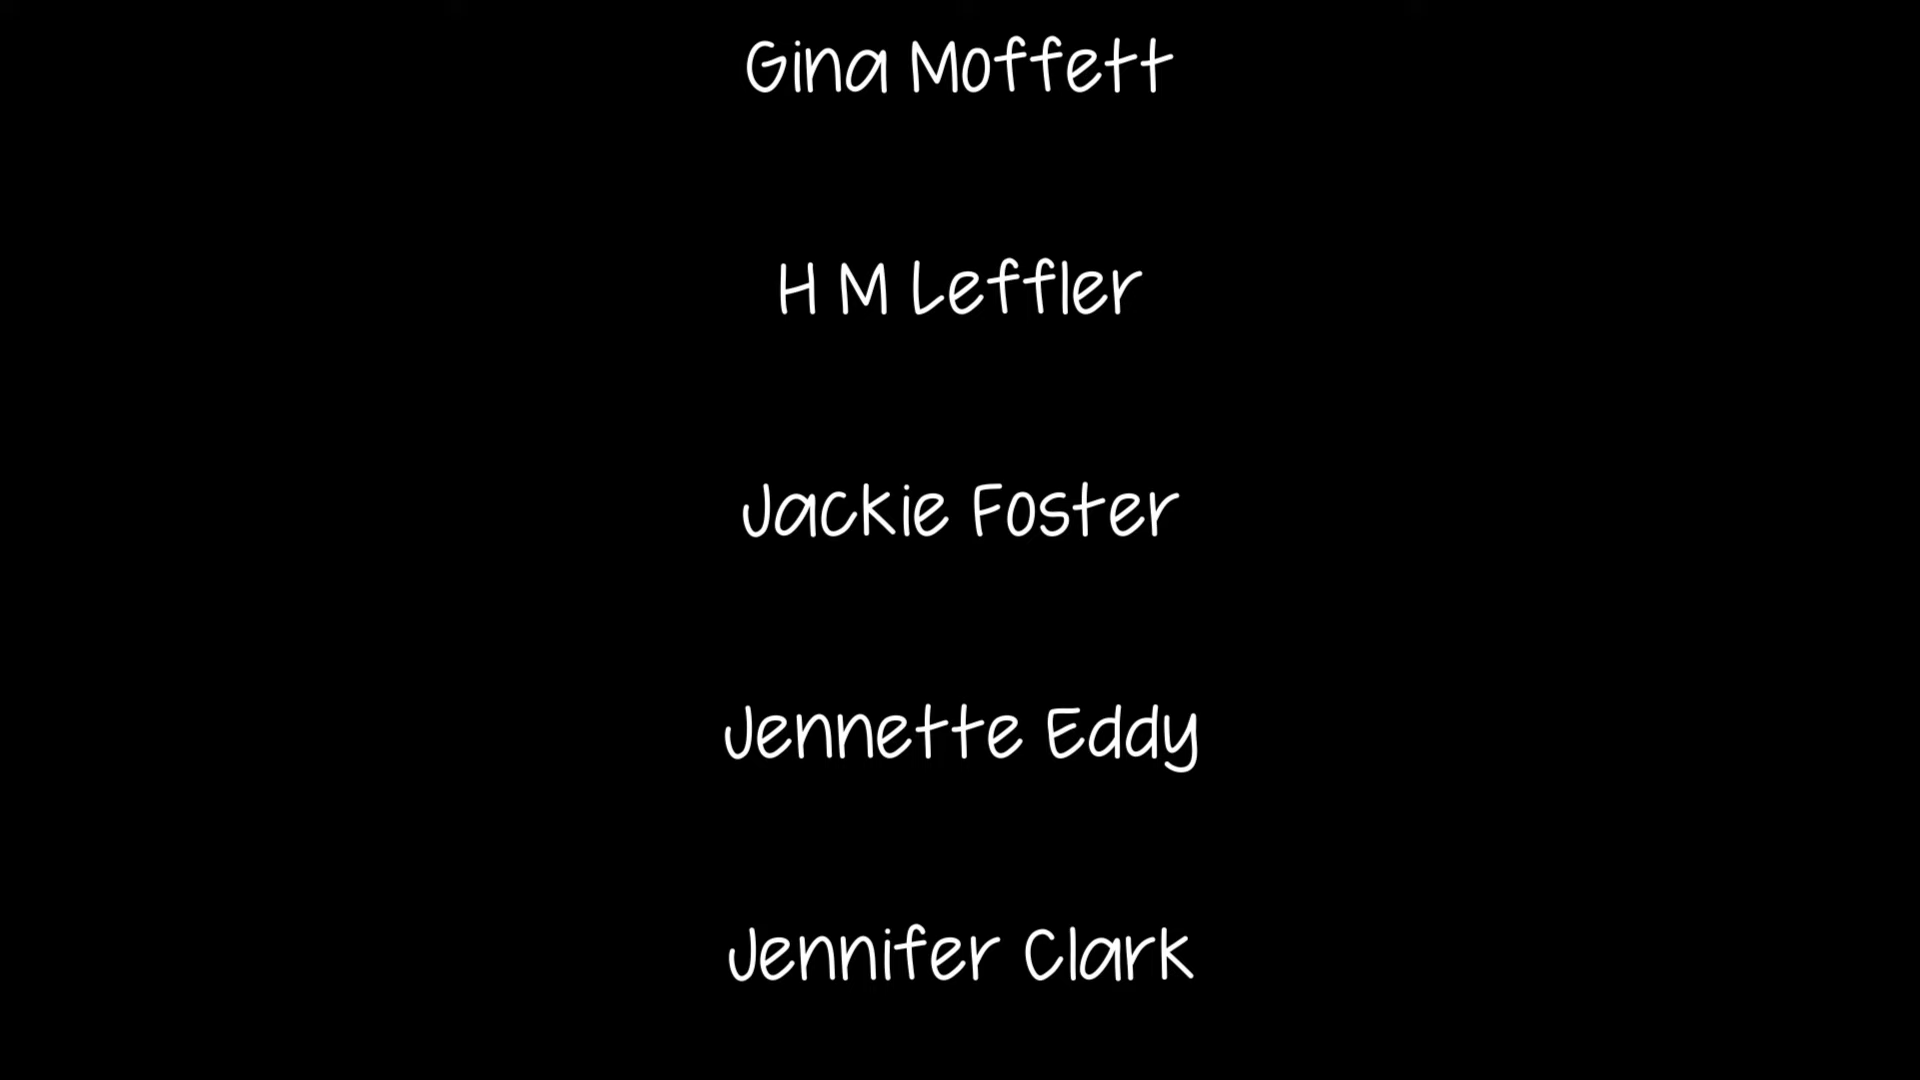 Gina Moffett
H M Leffler
Jackie Foster
Jennette Eddy
Jennifer Clark